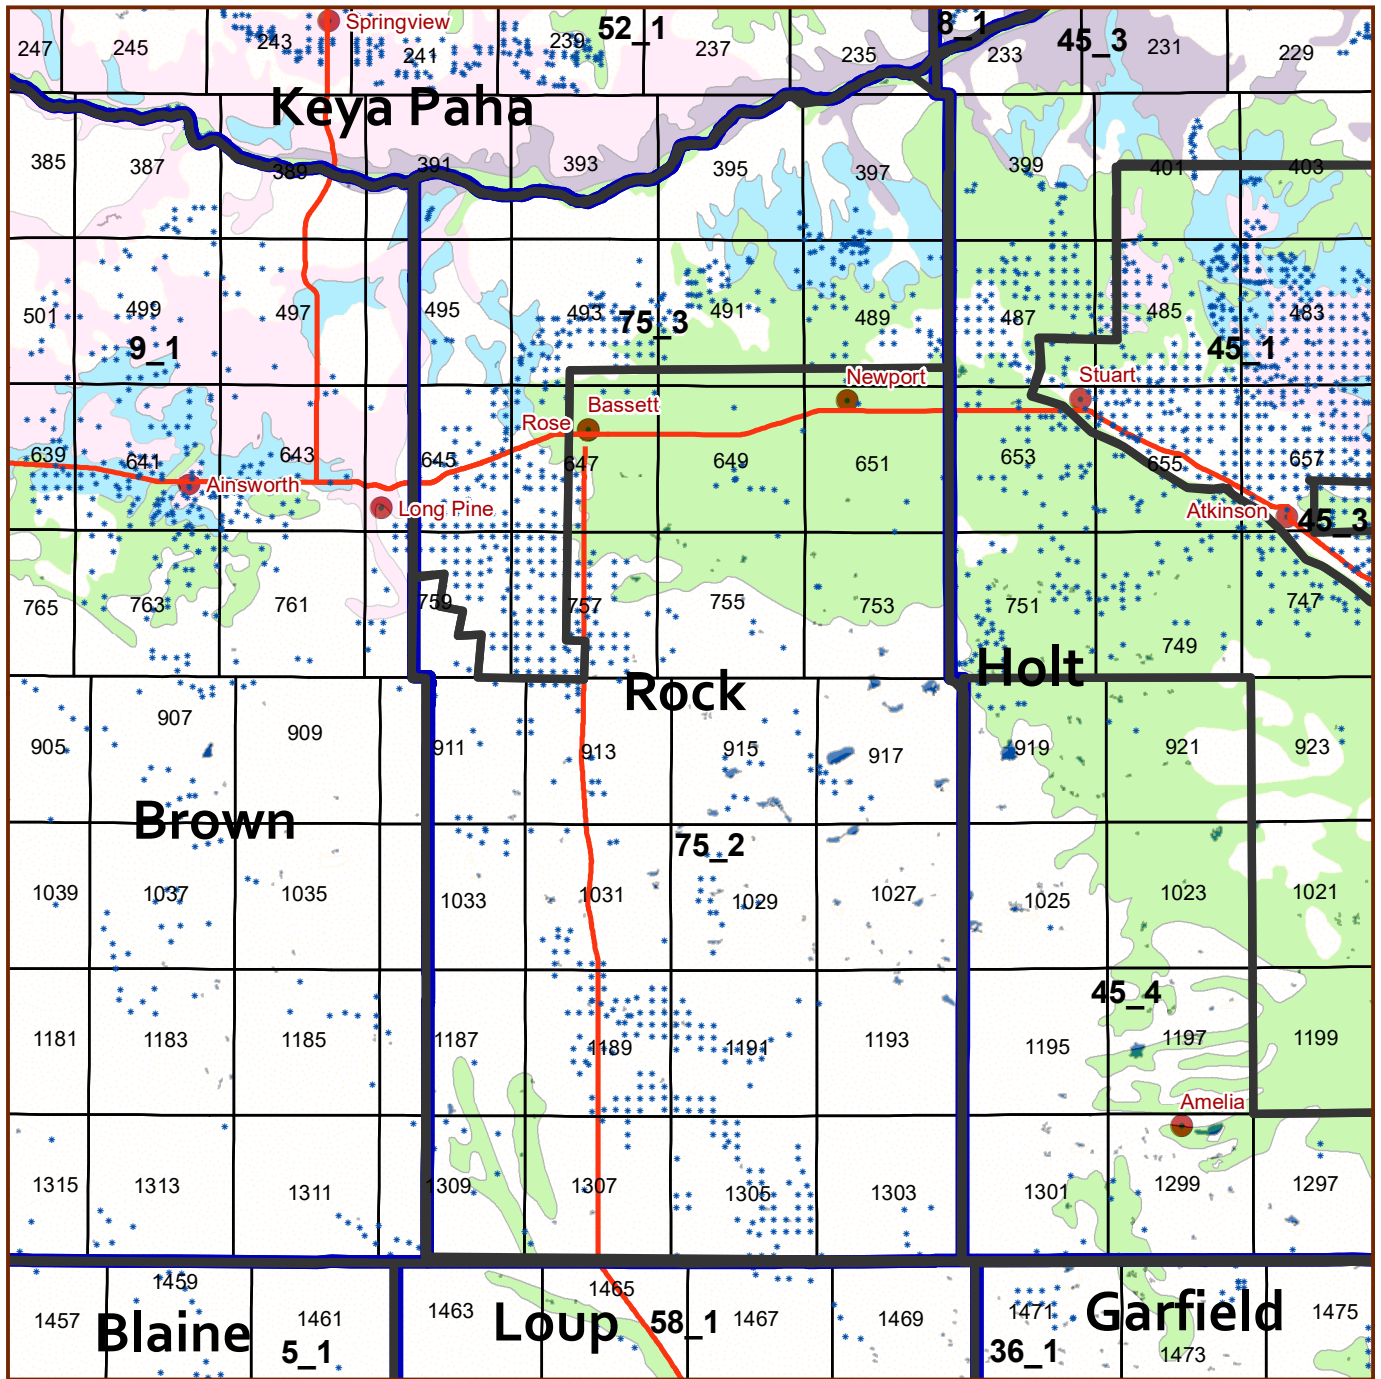 Springview
52_1
8_1
45_3
247 245 243 241 239 237 235 233 231 229
Keya Paha
385 387 389 391 393 395 397 399 401 403
501 499 497 495 493 491 489 487 485 483
9_1
75_3
45_1
Newport
Stuart
Bassett
Rose
639 641 643 645 647 649 651 653 655 657
Ainsworth
Long Pine
Atkinson
45_3
765 763 761 759 757 755 753 751 749 747
Rock
Holt
905 907 909 911 913 915 917 919 921 923
Brown
75_2
1039 1037 1035 1033 1031 1029 1027 1025 1023 1021
45_4
1181 1183 1185 1187 1189 1191 1193 1195 1197 1199
Amelia
1315 1313 1311 1309 1307 1305 1303 1301 1299 1297
1457 1459 1461 1463 1465 1467 1469 1471 1473 1475
Blaine
5_1
Loup
58_1
36_1
Garfield